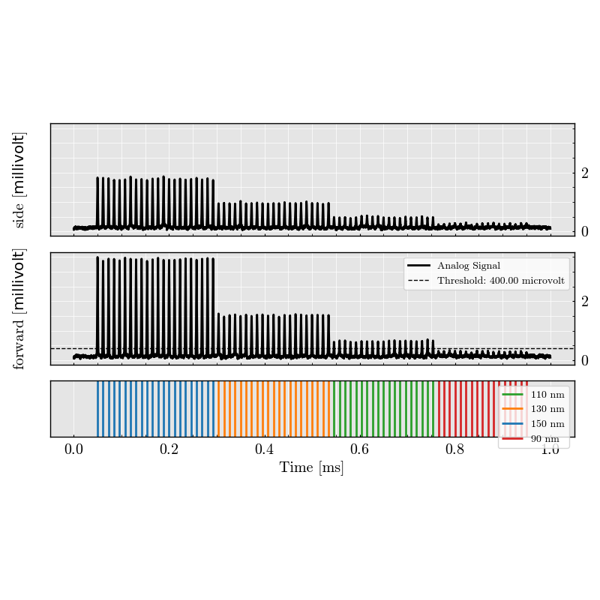 side [millivolt]
2
0
forward [millivolt]
Analog Signal
Threshold: 400.00 microvolt
2
0
110 nm
130 nm
150 nm
90 nm
0.0 0.2 0.4 0.6 0.8 1.0
Time [ms]